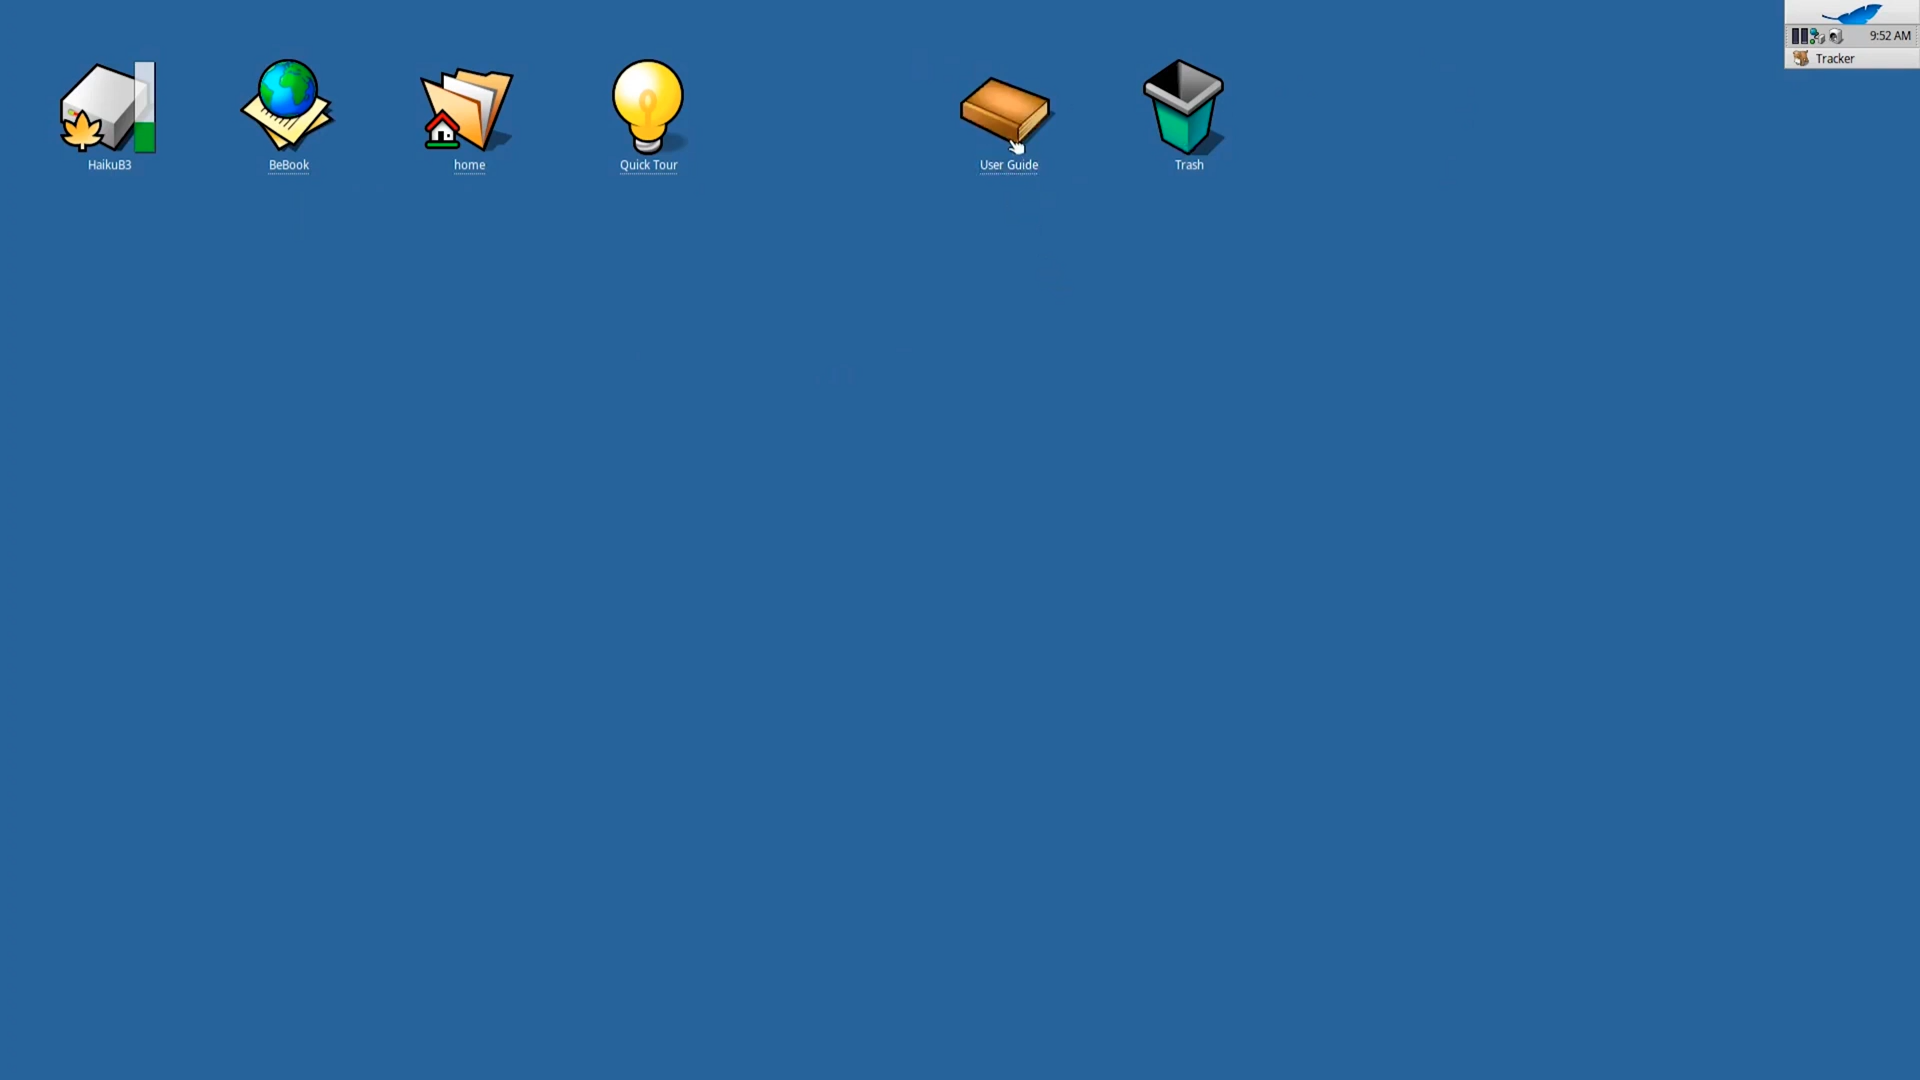 9:52 AM
Tracker
HaikuB3
BeBook
home
Quick Tour
User Guide
Trash